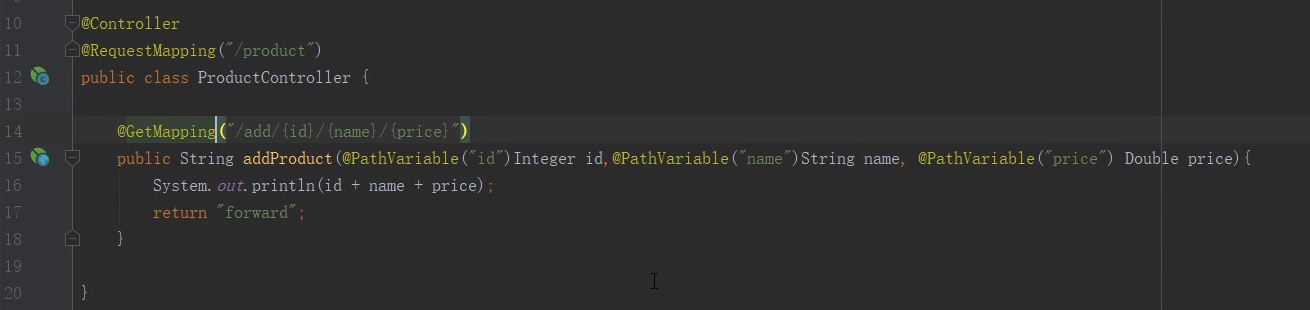 10 @Controller
11 @RequestMapping("/product")
12 public class ProductController {
13
14 @GetMapping("/add/{id}/{name}/{price}")
15 public String addProduct(@PathVariable("id")Integer id,@PathVariable("name")String name, @PathVariable("price") Double price){
16 System.out.println(id + name + price);
17 return "forward";
18 }
19
20 }